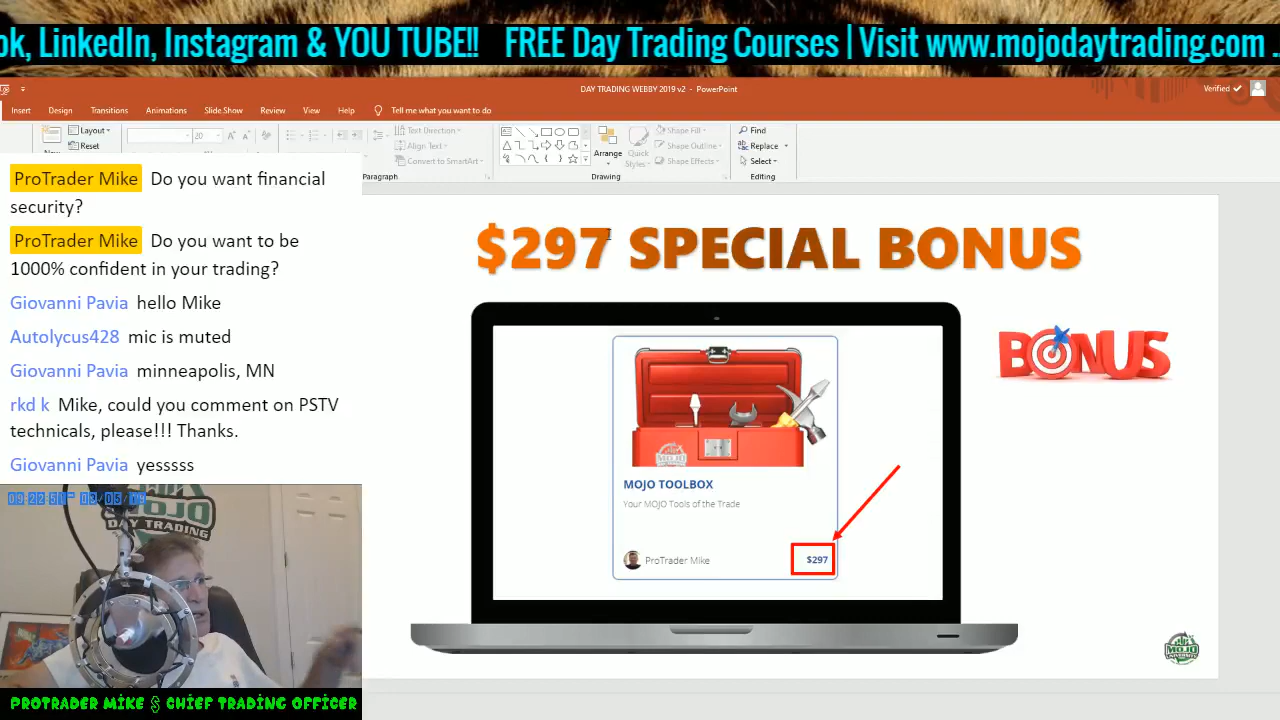 ok, LinkedIn, Instagram & YOU TUBE!! FREE Day Trading Courses | Visit www.mojodaytrading.com ..
DAY TRADING WEBBY 2019 v2 - PowerPoint
Verified
Insert Design Transitions Animations Slide Show Review View Help Tell me what you want to do
Layout
Reset
20
Text Direction
Align Text
Convert to SmartArt
Paragraph
Arrange
Quick
Styles
Shape Fill
Shape Outline
Shape Effects
Drawing
Find
Replace
Select
Editing
ProTrader Mike Do you want financial
security?
ProTrader Mike Do you want to be
1000% confident in your trading?
Giovanni Pavia hello Mike
Autolycus428 mic is muted
Giovanni Pavia minneapolis, MN
rkd k Mike, could you comment on PSTV
technicals, please!!! Thanks.
Giovanni Pavia yesssss
$297 SPECIAL BONUS
BONUS
MOJO
MOJO TOOLBOX
Your MOJO Tools of the Trade
ProTrader Mike
$297
MOJO
UNIVERSITY
MOJO
DAY TRADING
PROTRADER MIKE $ CHIEF TRADING OFFICER